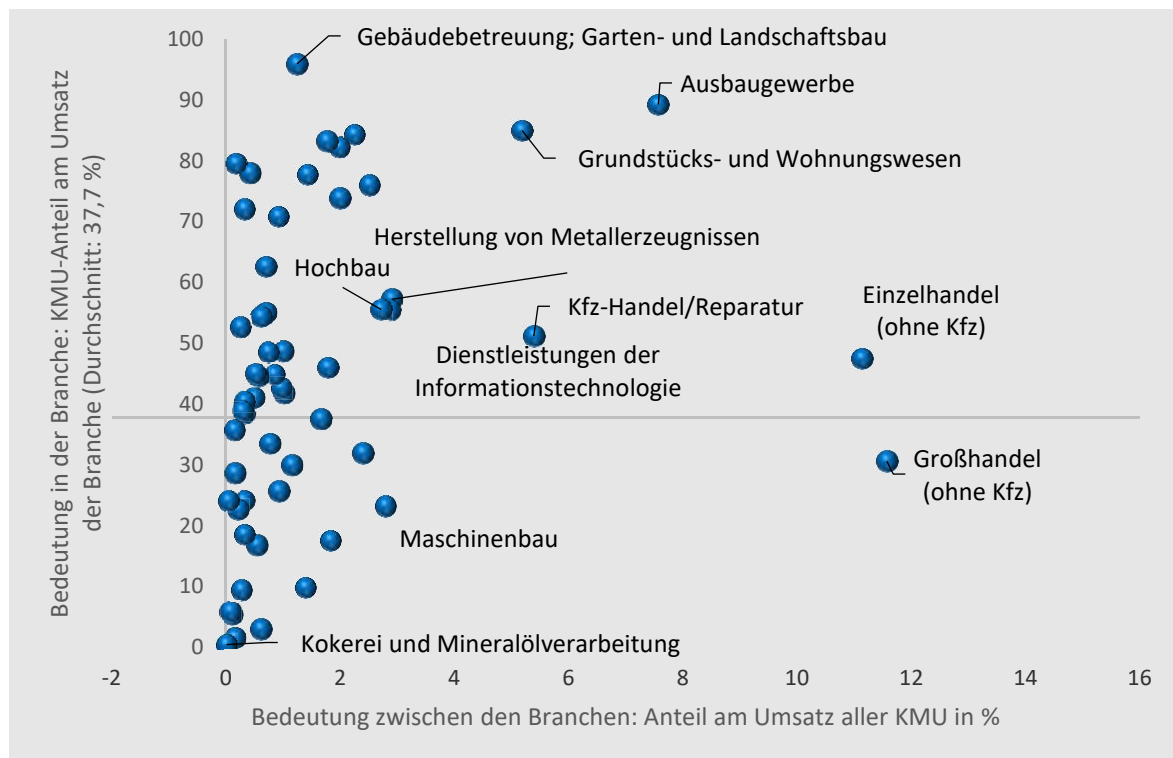 Bedeutung in der Branche: KMU-Anteil am Umsatz
der Branche (Durchschnitt: 37,7 %)
100
90
80
70
60
50
40
30
20
10
0
Gebäudebetreuung; Garten- und Landschaftsbau
Ausbaugewerbe
Grundstücks- und Wohnungswesen
Herstellung von Metallerzeugnissen
Hochbau
Kfz-Handel/Reparatur
Einzelhandel
(ohne Kfz)
Dienstleistungen der
Informationstechnologie
Großhandel
(ohne Kfz)
Maschinenbau
Kokerei und Mineralölverarbeitung
-2 0 2 4 6 8 10 12 14 16
Bedeutung zwischen den Branchen: Anteil am Umsatz aller KMU in %